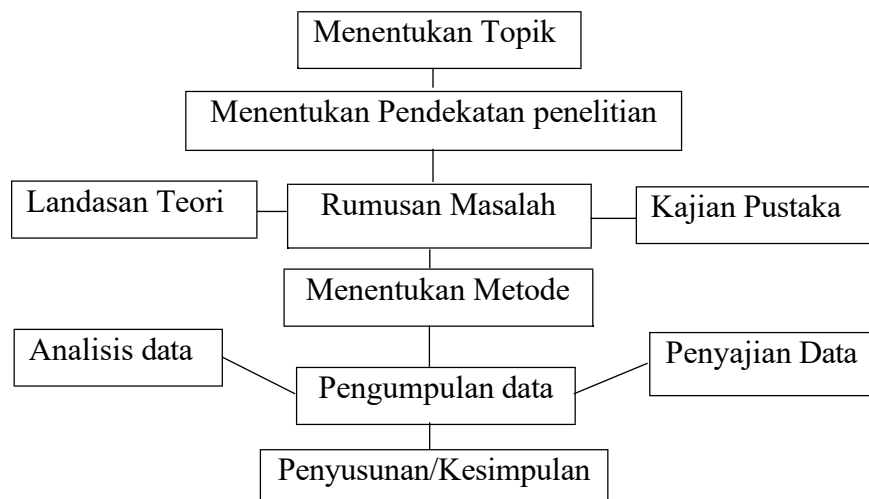 Menentukan Topik
Menentukan Pendekatan penelitian
Landasan Teori
Rumusan Masalah
Kajian Pustaka
Menentukan Metode
Analisis data
Penyajian Data
Pengumpulan data
Penyusunan/Kesimpulan